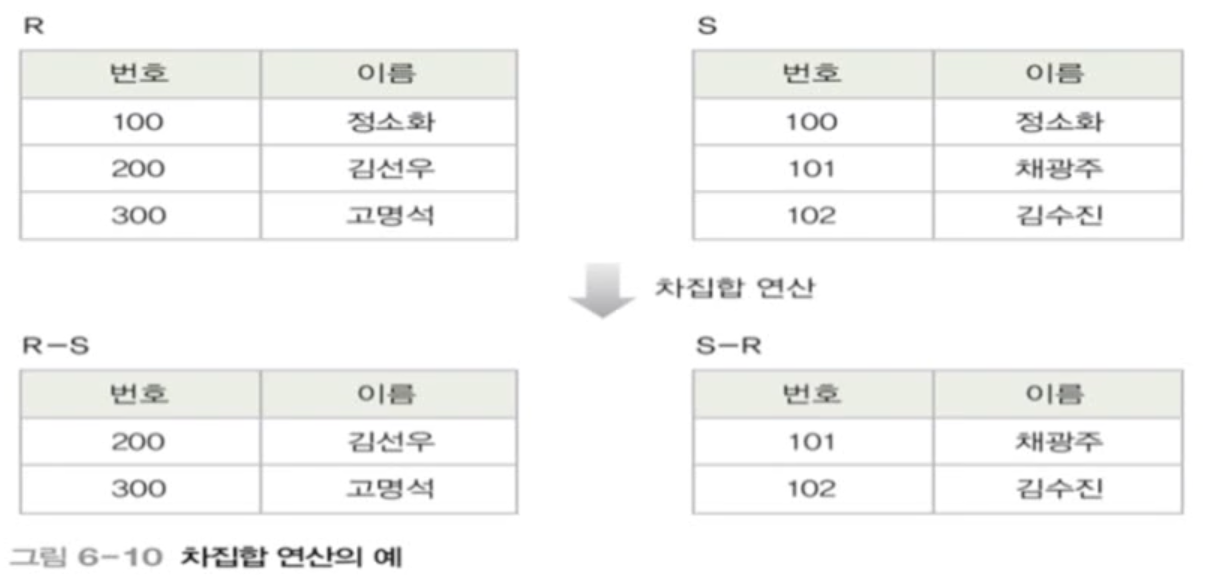 R
번호 이름
100 정소화
200 김선우
300 고명석
S
번호 이름
100 정소화
101 채광주
102 김수진
차집합 연산
R-S
번호 이름
200 김선우
300 고명석
S-R
번호 이름
101 채광주
102 김수진
그림 6-10 차집합 연산의 예